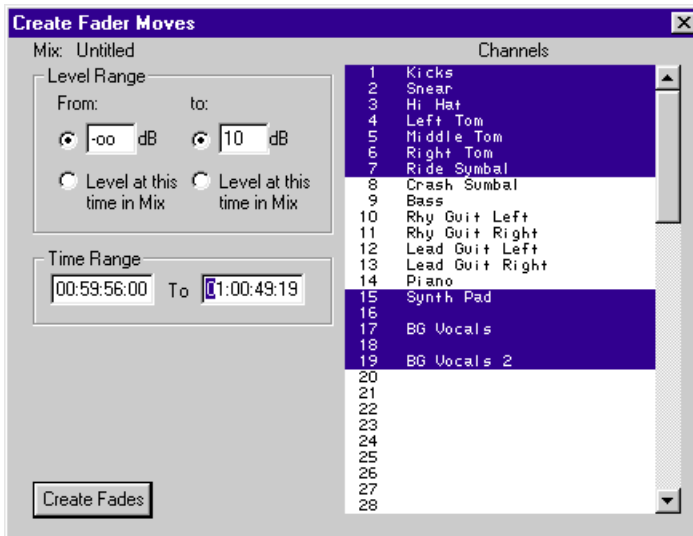 Create Fader Moves
Mix: Untitled
Level Range
From: to:
-oo dB 10 dB
Level at this time in Mix
Level at this time in Mix
Time Range
00:59:56:00 To 01:00:49:19
Create Fades
Channels
1 Kicks
2 Snear
3 Hi Hat
4 Left Tom
5 Middle Tom
6 Right Tom
7 Ride Symbal
8 Crash Sumbal
9 Bass
10 Rhy Guit Left
11 Rhy Guit Right
12 Lead Guit Left
13 Lead Guit Right
14 Piano
15 Synth Pad
16
17 BG Vocals
18
19 BG Vocals 2
20
21
22
23
24
25
26
27
28